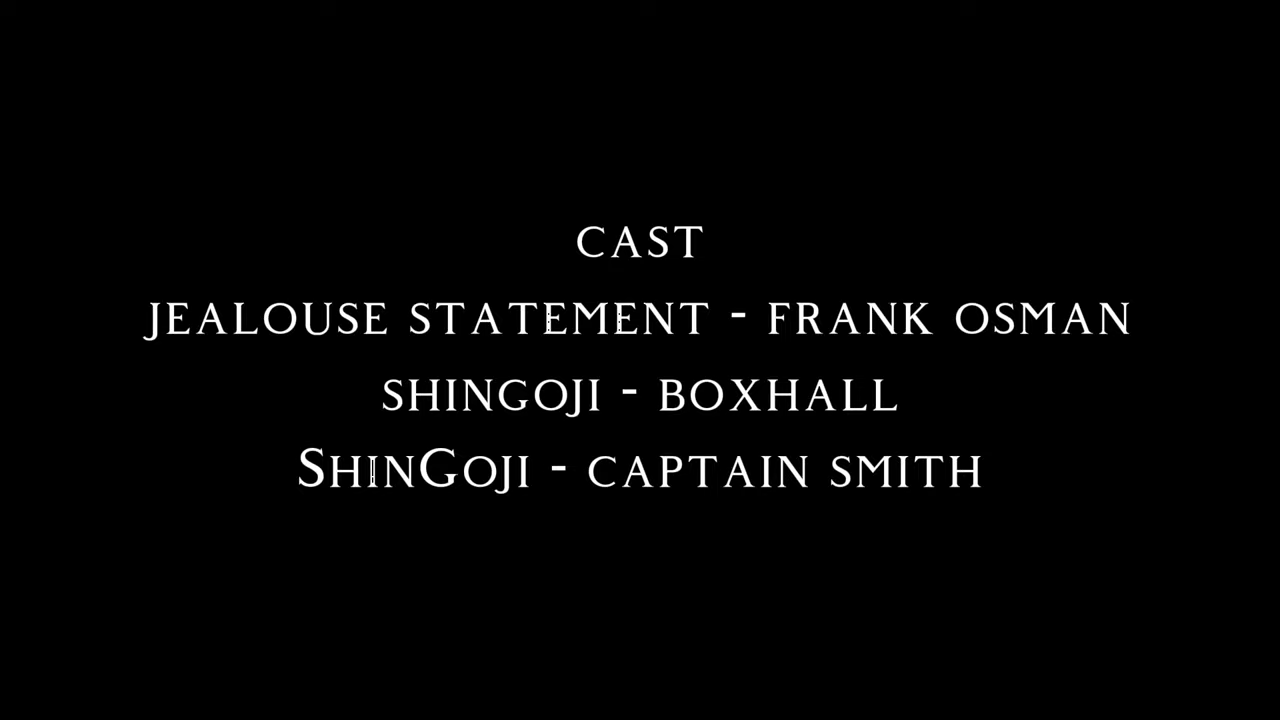 CAST
JEALOUSE STATEMENT - FRANK OSMAN
SHINGOJI - BOXHALL
SHINGOJI - CAPTAIN SMITH